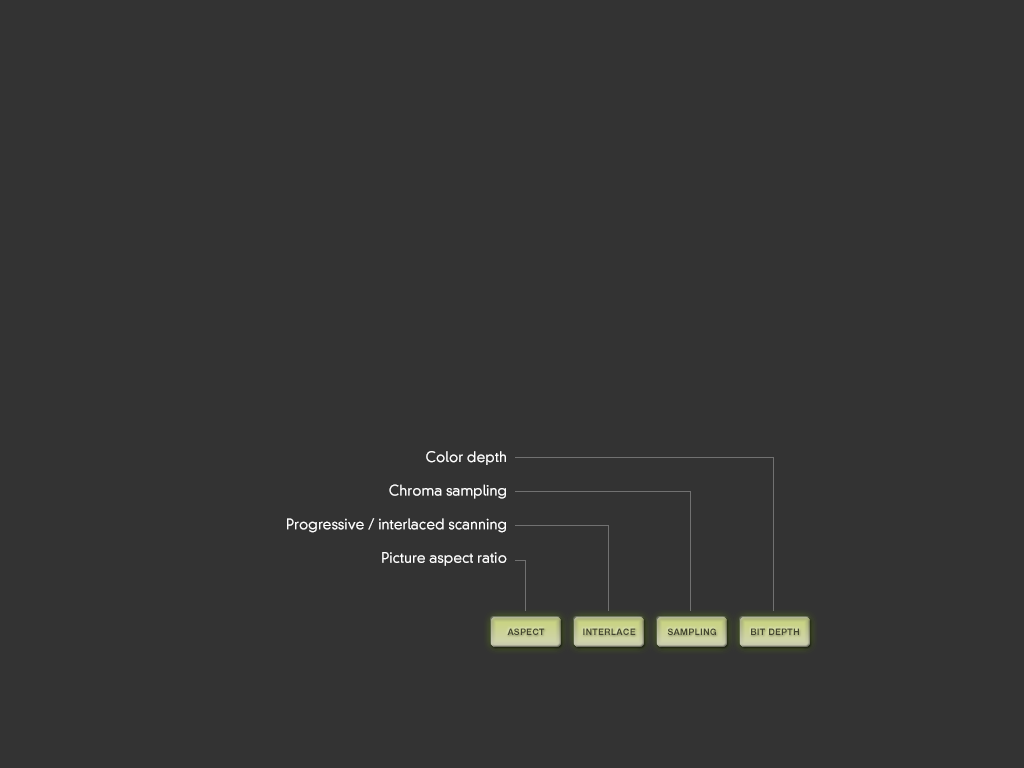 Color depth
Chroma sampling
Progressive / interlaced scanning
Picture aspect ratio
ASPECT INTERLACE SAMPLING BIT DEPTH